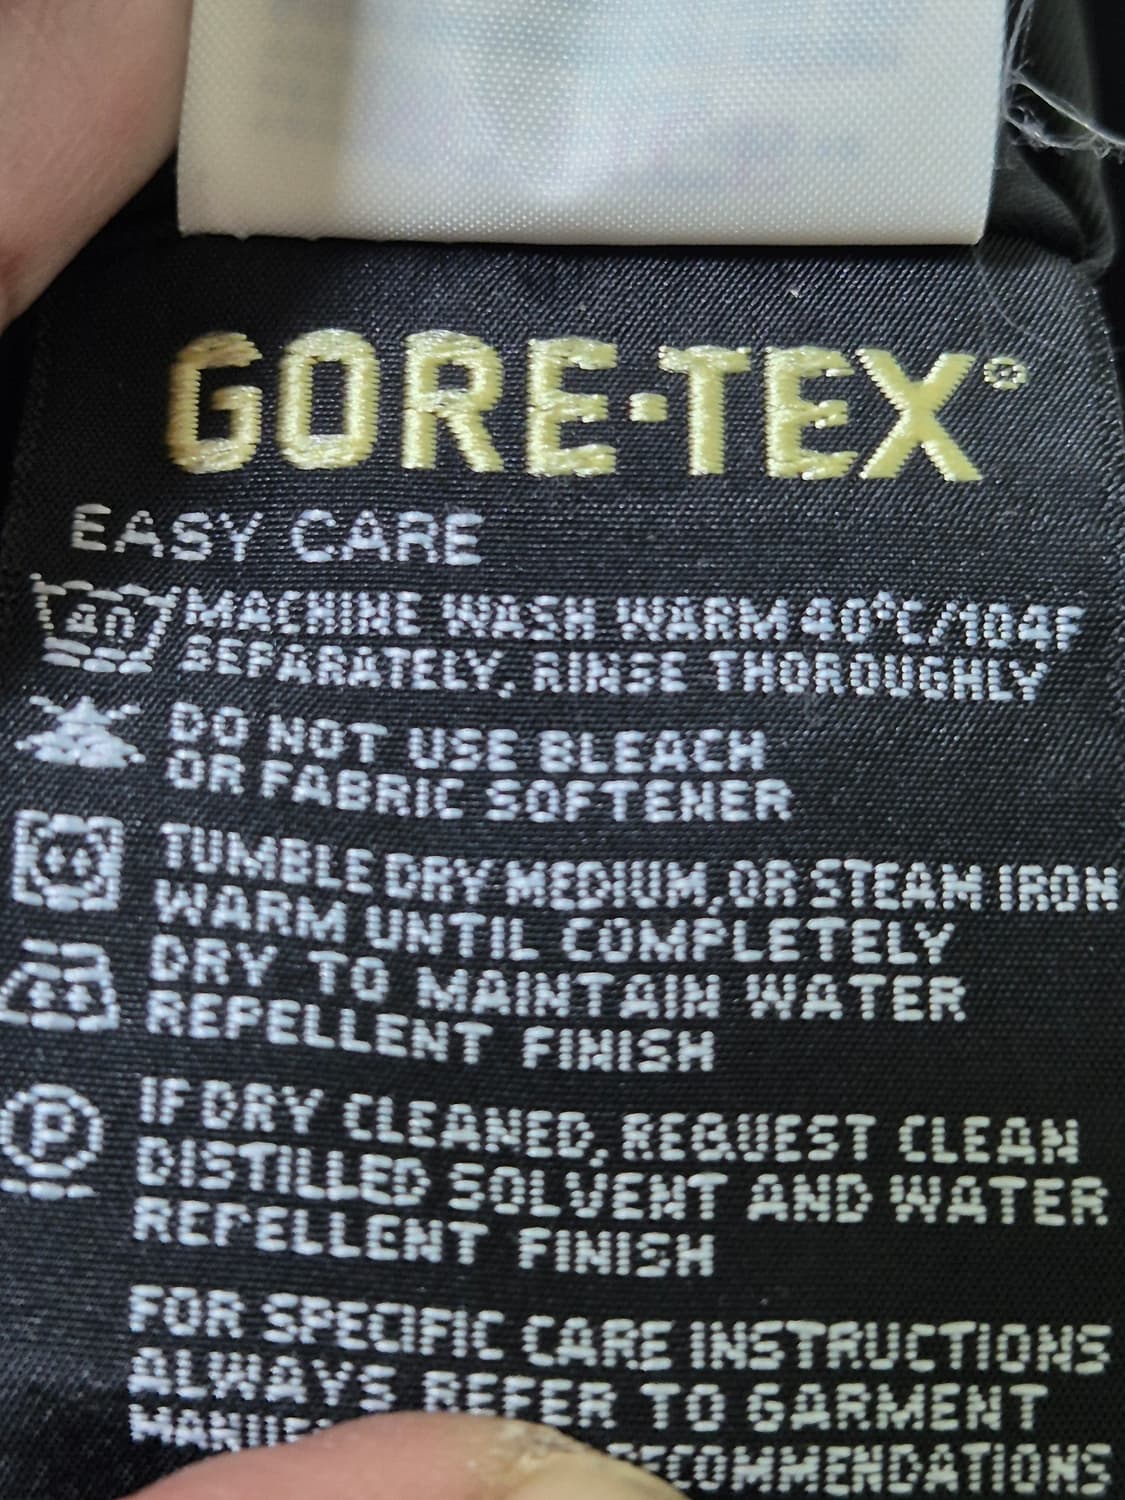 GORE-TEX®
EASY CARE
40 MACHINE WASH WARM 40°C/104F
SEPARATELY, RINSE THOROUGHLY
DO NOT USE BLEACH
OR FABRIC SOFTENER
TUMBLE DRY MEDIUM, OR STEAM IRON
WARM UNTIL COMPLETELY
DRY TO MAINTAIN WATER
REPELLENT FINISH
P IF DRY CLEANED, REQUEST CLEAN
DISTILLED SOLVENT AND WATER
REPELLENT FINISH
FOR SPECIFIC CARE INSTRUCTIONS
ALWAYS REFER TO GARMENT